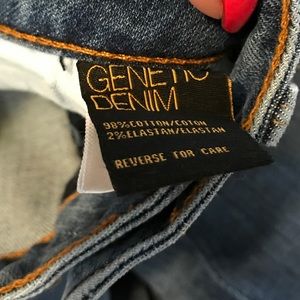 GENETIC
DENIM
98%COTTON/COTON
2%ELASTAN/ELASTAN
REVERSE FOR CARE